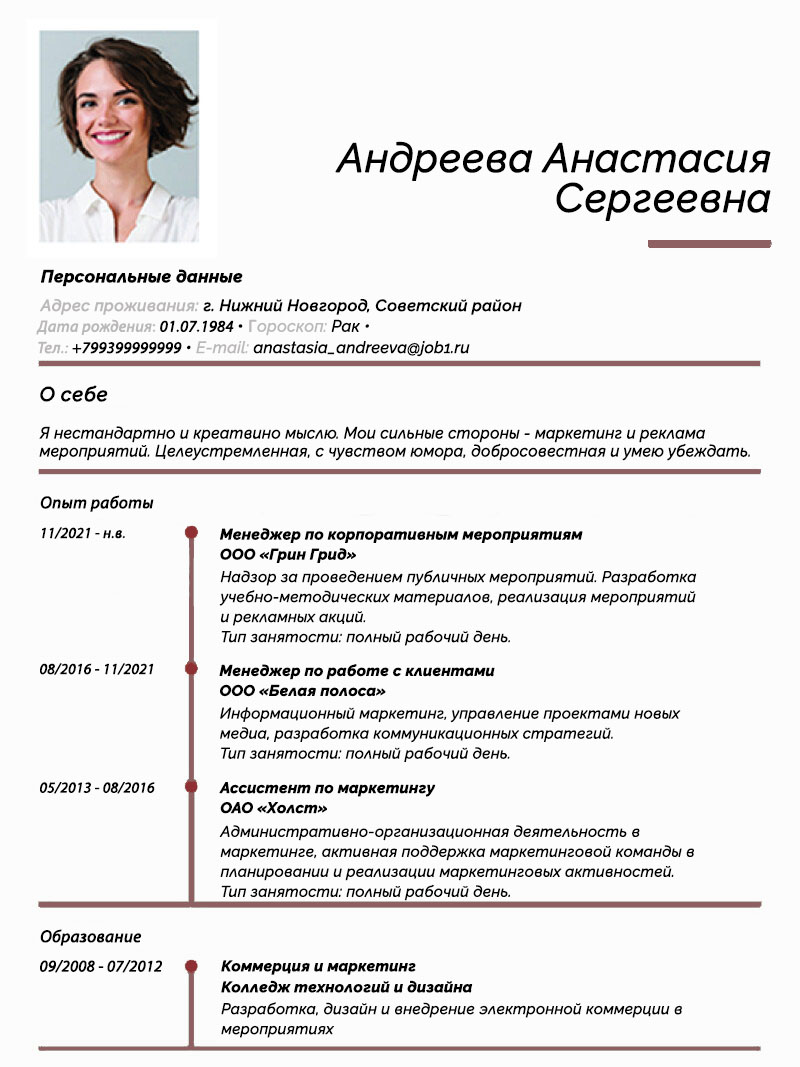 Андреева Анастасия
Сергеевна
Персональные данные
Адрес проживания: г. Нижний Новгород, Советский район
Дата рождения: 01.07.1984 • Гороскоп: Рак •
Тел.: +799399999999 • E-mail: anastasia_andreeva@job1.ru
О себе
Я нестандартно и креатвино мыслю. Мои сильные стороны - маркетинг и реклама
мероприятий. Целеустремленная, с чувством юмора, добросовестная и умею убеждать.
Опыт работы
11/2021 - н.в.
Менеджер по корпоративным мероприятиям
ООО «Грин Грид»
Надзор за проведением публичных мероприятий. Разработка
учебно-методических материалов, реализация мероприятий
и рекламных акций.
Тип занятости: полный рабочий день.
08/2016 - 11/2021
Менеджер по работе с клиентами
ООО «Белая полоса»
Информационный маркетинг, управление проектами новых
медиа, разработка коммуникационных стратегий.
Тип занятости: полный рабочий день.
05/2013 - 08/2016
Ассистент по маркетингу
ОАО «Холст»
Административно-организационная деятельность в
маркетинге, активная поддержка маркетинговой команды в
планировании и реализации маркетинговых активностей.
Тип занятости: полный рабочий день.
Образование
09/2008 - 07/2012
Коммерция и маркетинг
Колледж технологий и дизайна
Разработка, дизайн и внедрение электронной коммерции в
мероприятиях